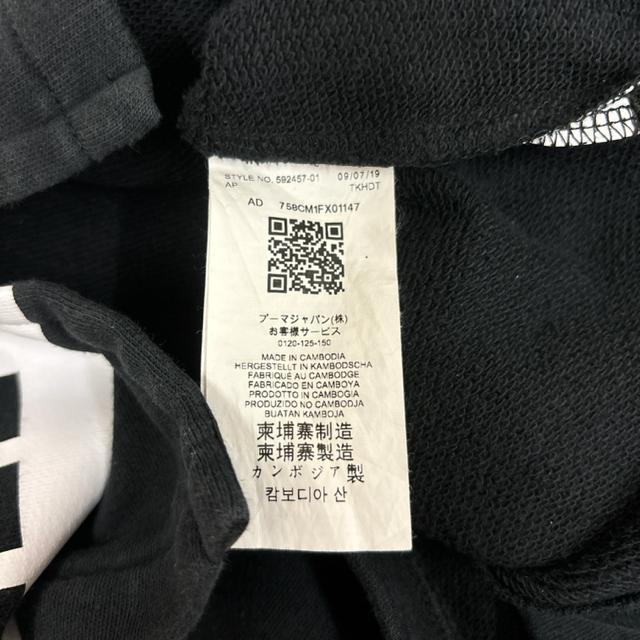 STYLE NO. 592457-01 09/07/19
AP TKHDT
AD 758CM1FX01147
プーマジャパン(株)
お客様サービス
0120-125-150
MADE IN CAMBODIA
HERGESTELLT IN KAMBODSCHA
FABRIQUÉ AU CAMBODGE
FABRICADO EN CAMBOYA
PRODOTTO IN CAMBOGIA
PRODUZIDO NO CAMBOJA
BUATAN KAMBOJA
柬埔寨制造
柬埔寨製造
カンボジア製
캄보디아 산